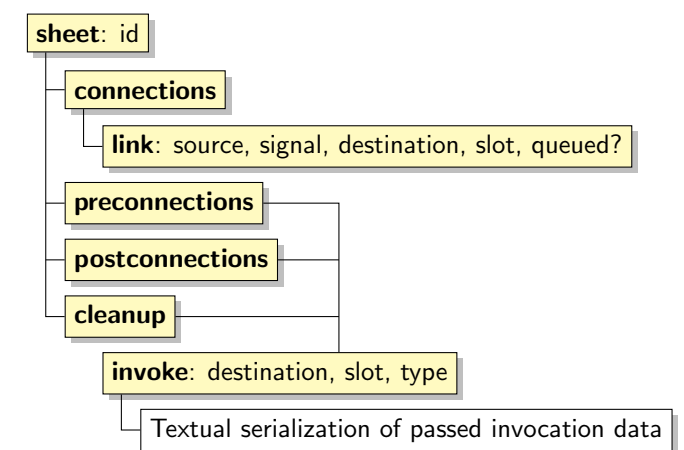 sheet: id
connections
link: source, signal, destination, slot, queued?
preconnections
postconnections
cleanup
invoke: destination, slot, type
Textual serialization of passed invocation data